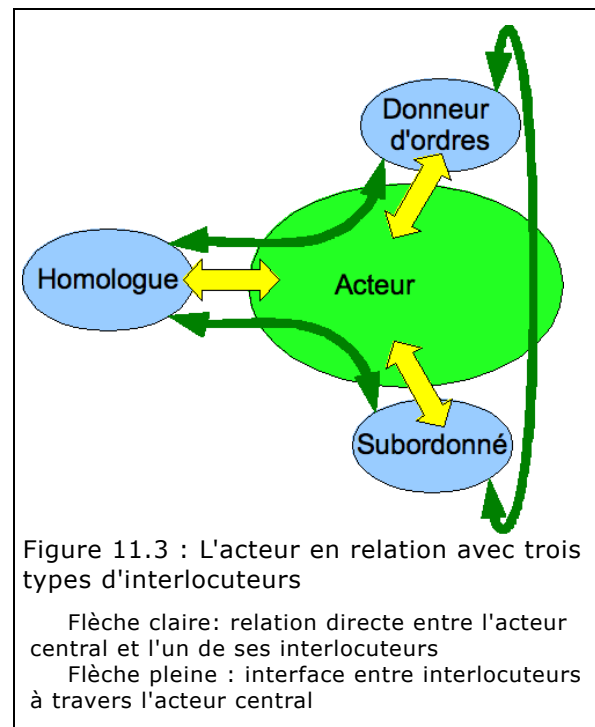 Donneur
d'ordres
Homologue
Acteur
Subordonné
Figure 11.3 : L'acteur en relation avec trois
types d'interlocuteurs
Flèche claire: relation directe entre l'acteur
central et l'un de ses interlocuteurs
Flèche pleine : interface entre interlocuteurs
à travers l'acteur central